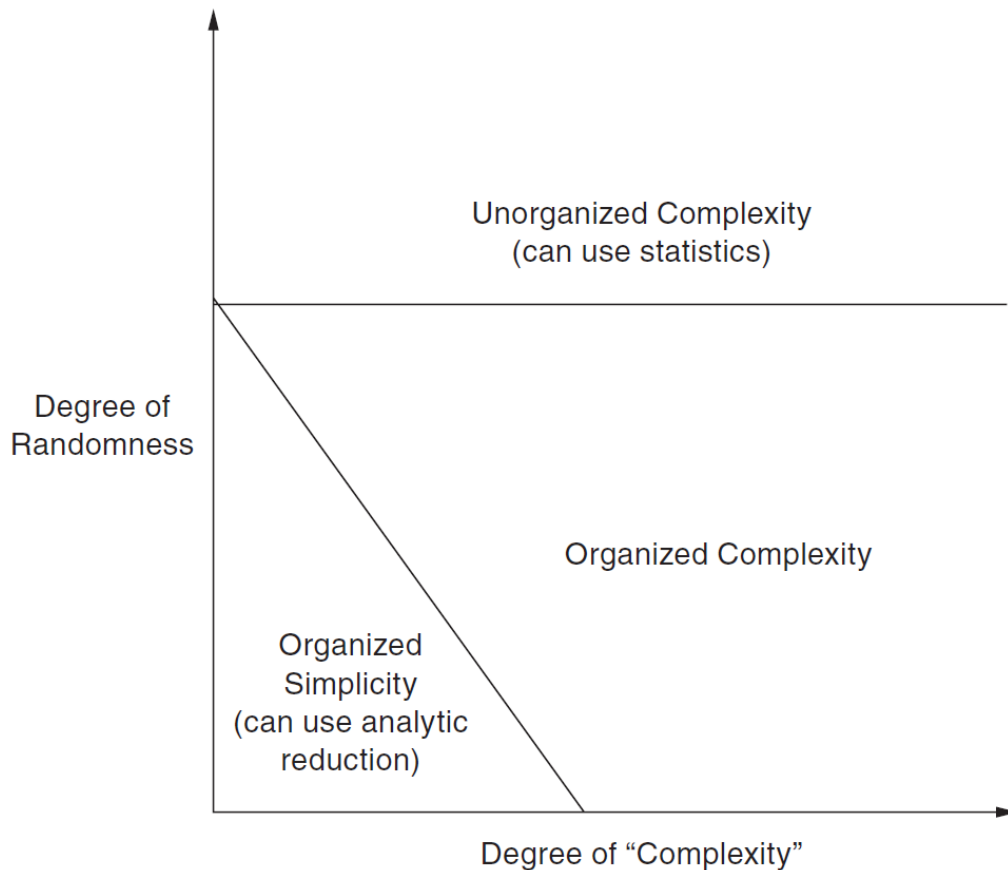 Unorganized Complexity
(can use statistics)
Degree of
Randomness
Organized Complexity
Organized
Simplicity
(can use analytic
reduction)
Degree of “Complexity”